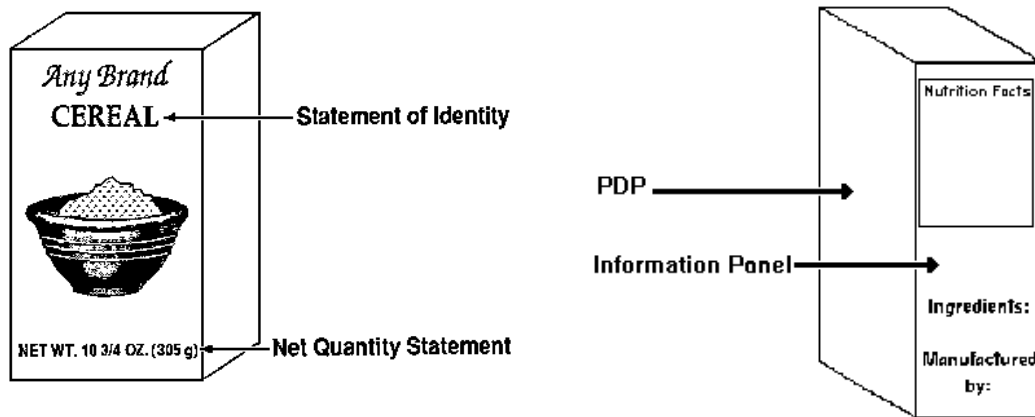 Any Brand
CEREAL
Statement of Identity
NET WT. 10 3/4 OZ. (305 g)
Net Quantity Statement
Nutrition Facts
PDP
Information Panel
Ingredients:
Manufactured
by: